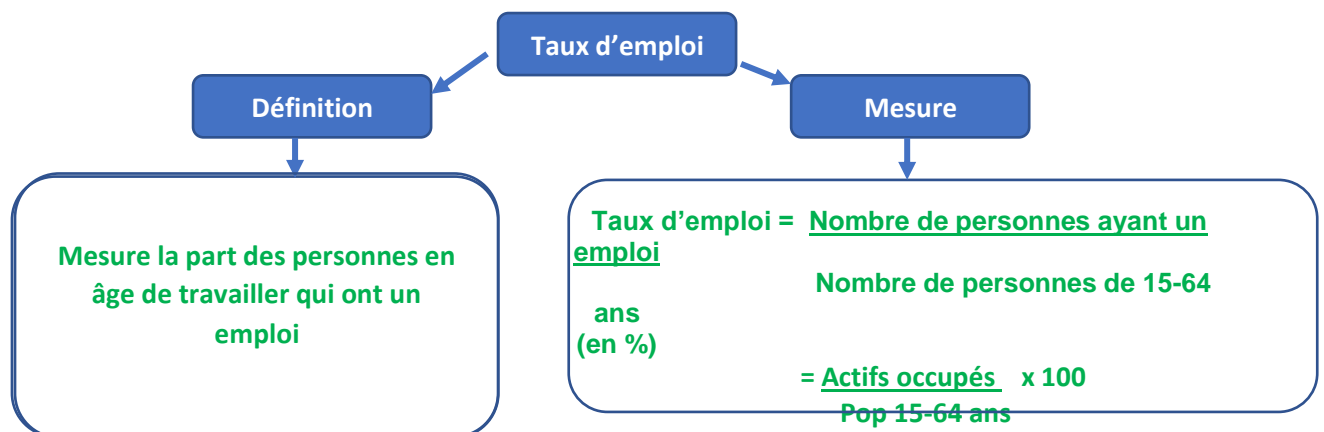 Taux d’emploi
Définition
Mesure
Mesure la part des personnes en
âge de travailler qui ont un
emploi
Taux d’emploi = Nombre de personnes ayant un
emploi
Nombre de personnes de 15-64
ans
(en %)
= Actifs occupés x 100
Pop 15-64 ans